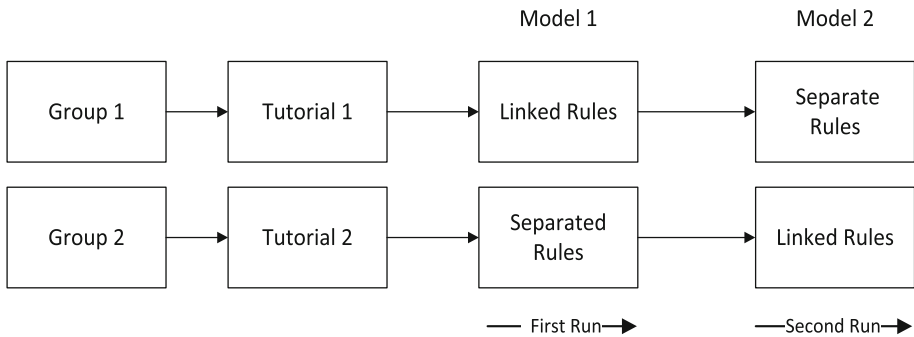 Model 1 Model 2
Group 1 Tutorial 1 Linked Rules Separate
Rules
Group 2 Tutorial 2 Separated
Rules Linked Rules
First Run Second Run